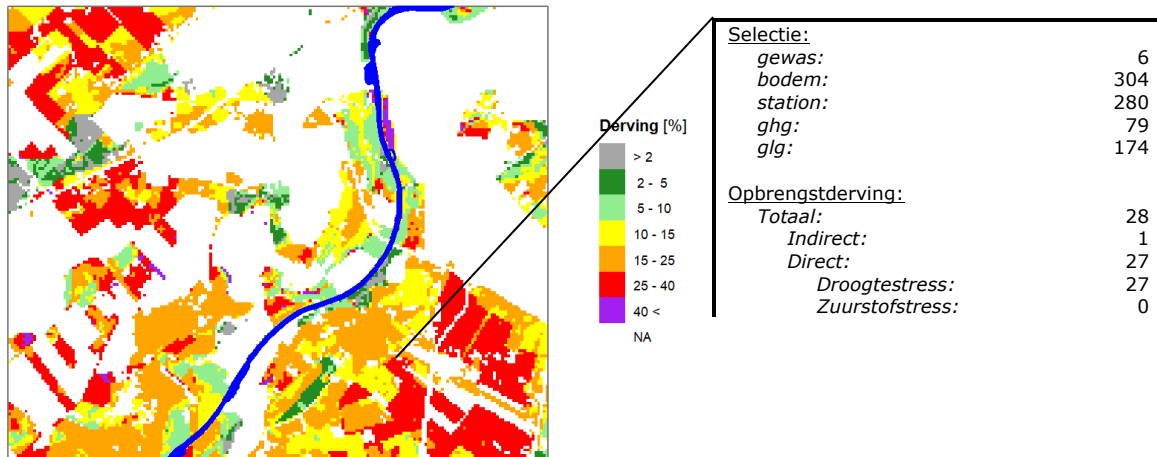 Derving [%]
> 2
2 - 5
5 - 10
10 - 15
15 - 25
25 - 40
40 <
NA
Selectie:
gewas: 6
bodem: 304
station: 280
ghg: 79
glg: 174
Opbrengstderving:
Totaal: 28
Indirect: 1
Direct: 27
Droogtestress: 27
Zuurstofstress: 0